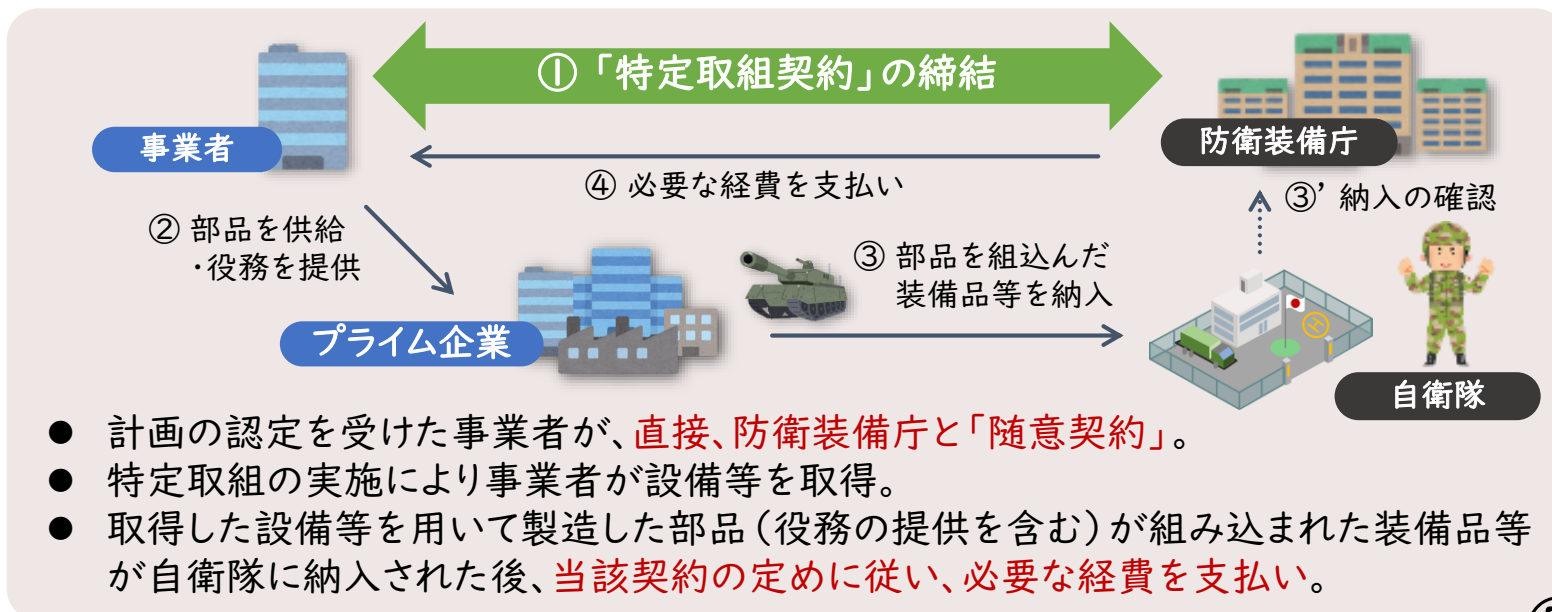 ①「特定取組契約」の締結
事業者
防衛装備庁
④ 必要な経費を支払い
③’ 納入の確認
② 部品を供給
・役務を提供
③ 部品を組込んだ
装備品等を納入
プライム企業
H
自衛隊
● 計画の認定を受けた事業者が、直接、防衛装備庁と「随意契約」。
● 特定取組の実施により事業者が設備等を取得。
● 取得した設備等を用いて製造した部品(役務の提供を含む)が組み込まれた装備品等
が自衛隊に納入された後、当該契約の定めに従い、必要な経費を支払い。